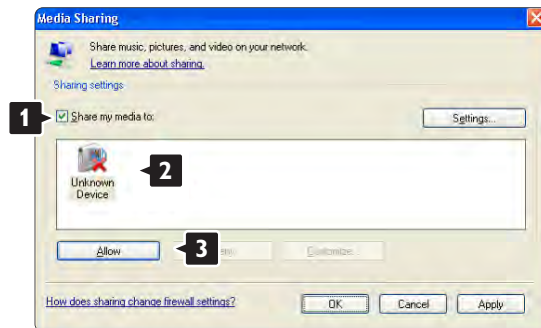 Media Sharing
Share music, pictures, and video on your network.
Learn more about sharing.
Sharing settings
1
Share my media to:
Settings...
2
Unknown
Device
Allow
3
Customize...
How does sharing change firewall settings?
OK
Cancel
Apply